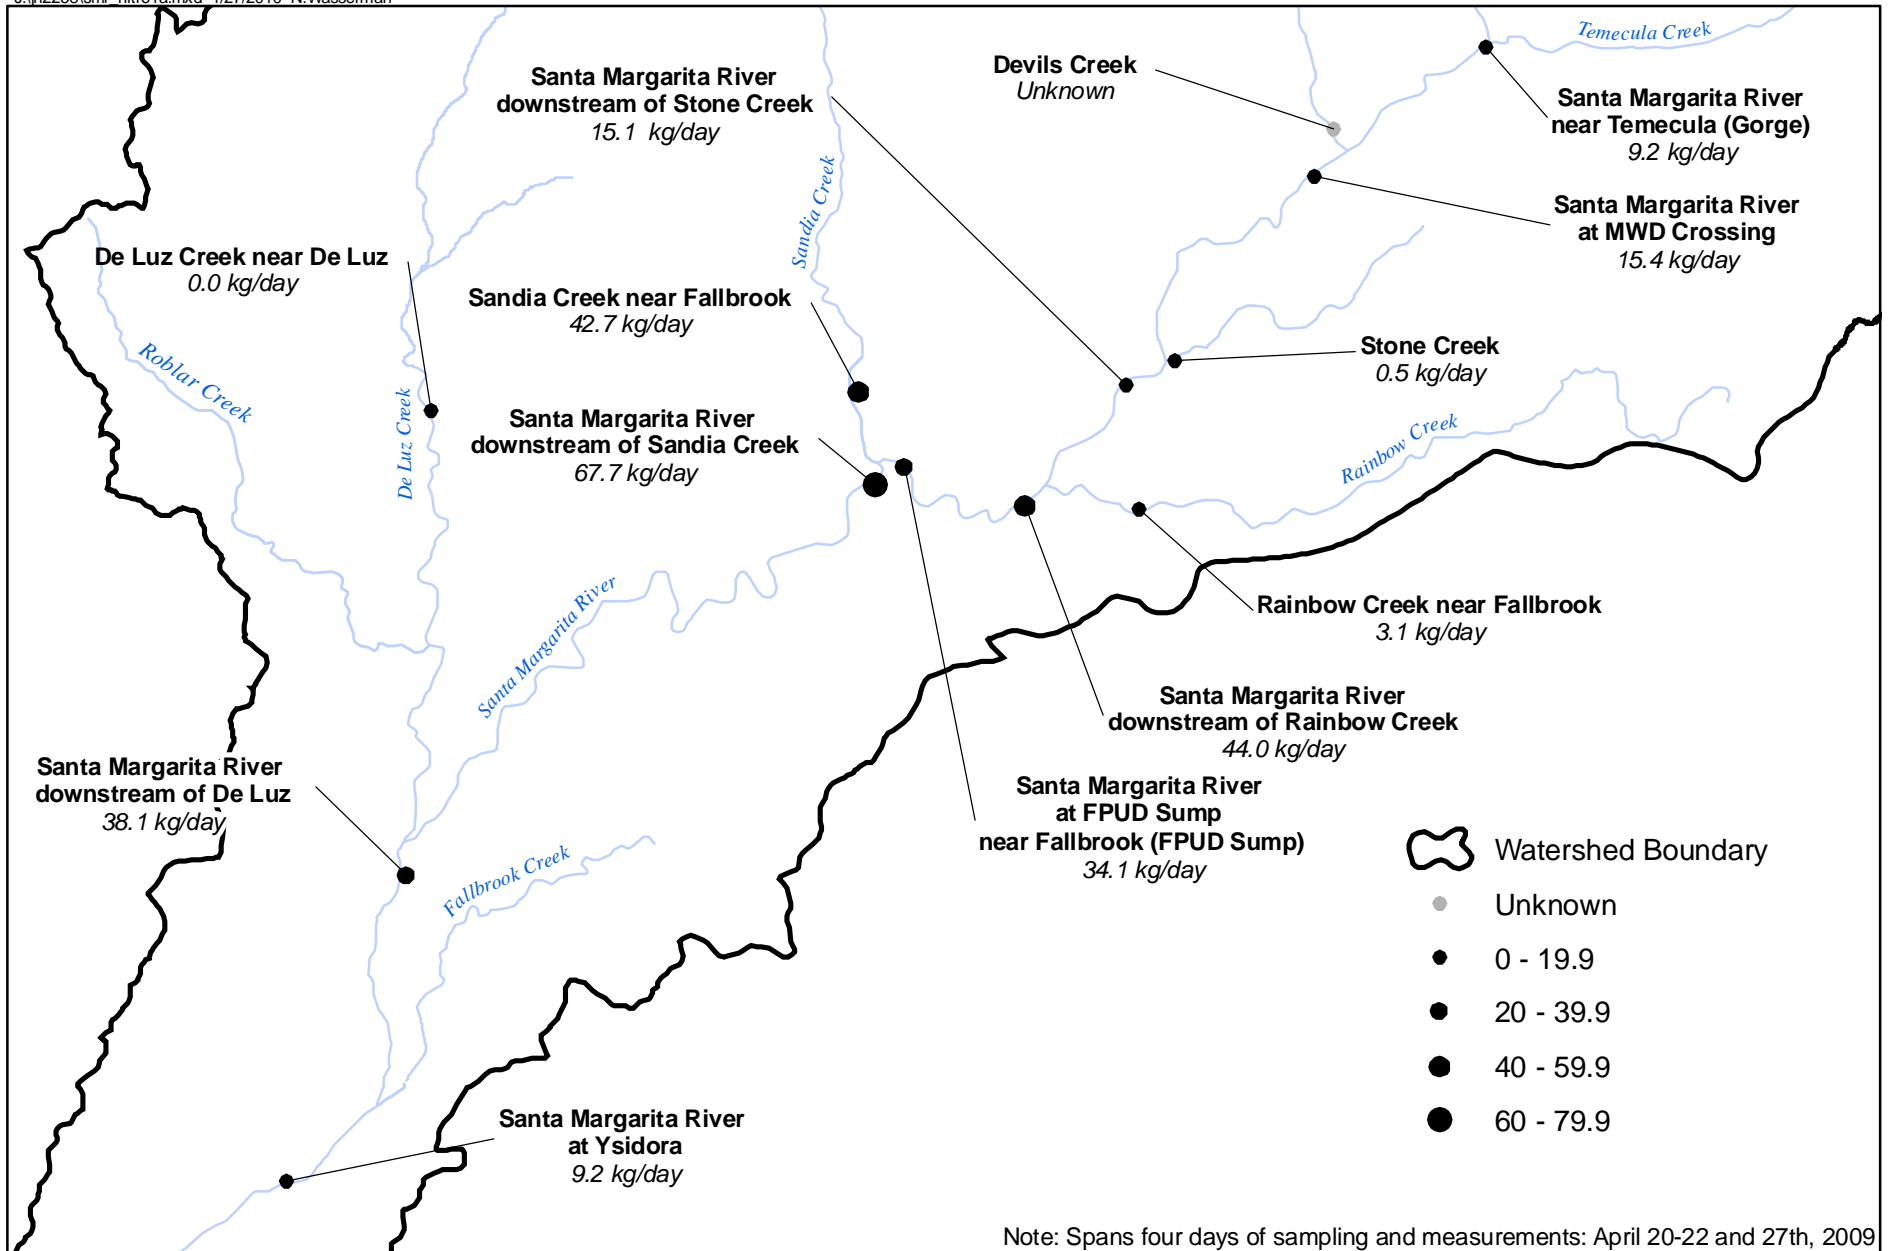 Temecula Creek
Devils Creek
Unknown
Santa Margarita River
downstream of Stone Creek
15.1 kg/day
Santa Margarita River
near Temecula (Gorge)
9.2 kg/day
Sandia Creek
Santa Margarita River
at MWD Crossing
15.4 kg/day
De Luz Creek near De Luz
0.0 kg/day
Sandia Creek near Fallbrook
42.7 kg/day
Roblar Creek
Stone Creek
0.5 kg/day
De Luz Creek
Santa Margarita River
downstream of Sandia Creek
67.7 kg/day
Rainbow Creek
Santa Margarita River
Rainbow Creek near Fallbrook
3.1 kg/day
Santa Margarita River
downstream of Rainbow Creek
44.0 kg/day
Santa Margarita River
downstream of De Luz
38.1 kg/day
Santa Margarita River
at FPUD Sump
near Fallbrook (FPUD Sump)
34.1 kg/day
Fallbrook Creek
Watershed Boundary
Unknown
0 - 19.9
20 - 39.9
40 - 59.9
60 - 79.9
Santa Margarita River
at Ysidora
9.2 kg/day
Note: Spans four days of sampling and measurements: April 20-22 and 27th, 2009